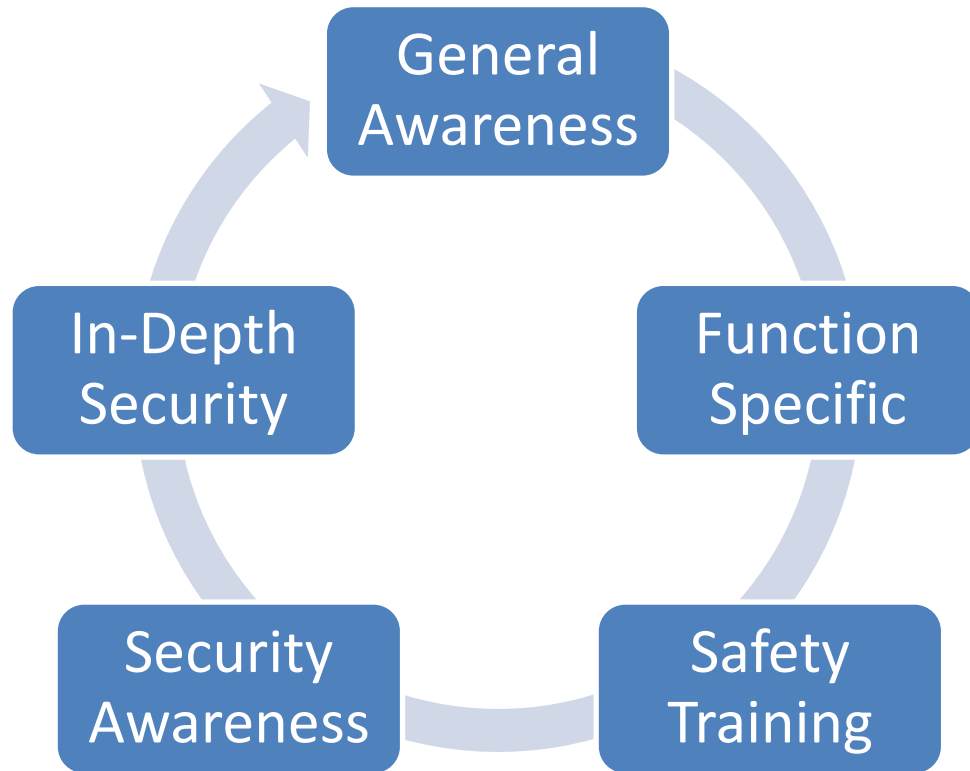 General
Awareness
Function
Specific
Safety
Training
Security
Awareness
In-Depth
Security